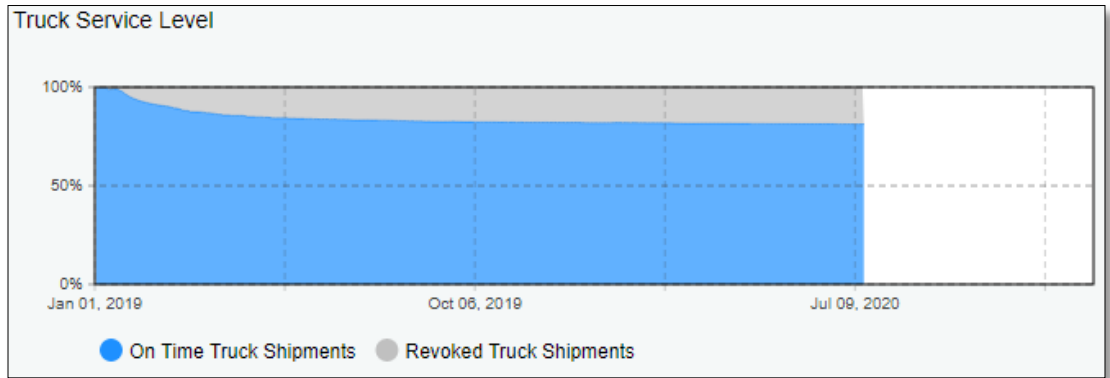 Truck Service Level
100%
50%
0%
Jan 01, 2019 Oct 06, 2019 Jul 09, 2020
On Time Truck Shipments Revoked Truck Shipments